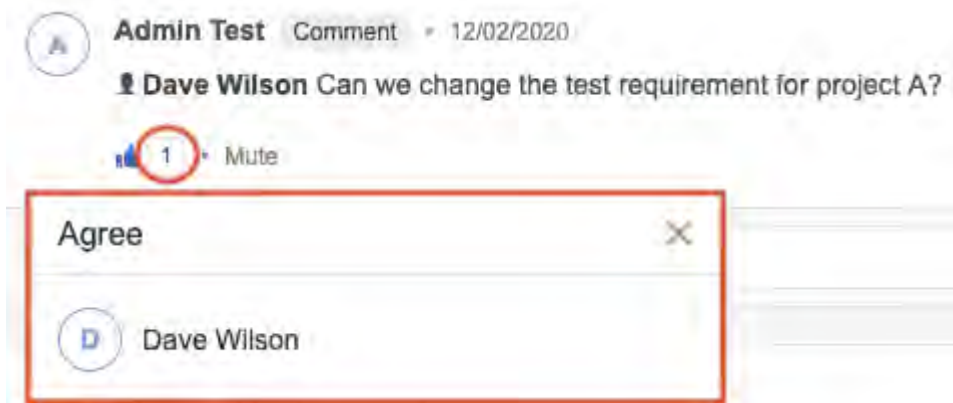 A Admin Test Comment • 12/02/2020
Dave Wilson Can we change the test requirement for project A?
1 • Mute
Agree
D Dave Wilson